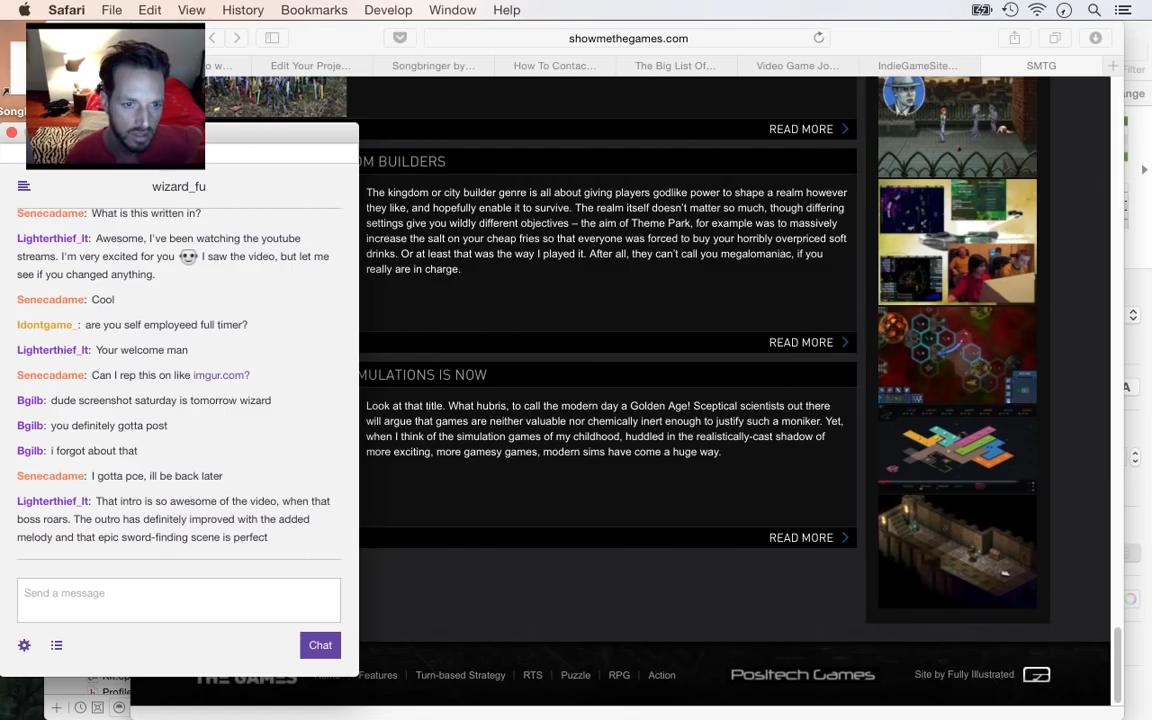 Safari File Edit View History Bookmarks Develop Window Help
showmethegames.com
Edit Your Proje... Songbringer by... How To Contac... The Big List Of... Video Game Jo... IndieGameSite... SMTG
READ MORE
wizard_fu
Senecadame: What is this written in?
Lighterthief_It: Awesome, I've been watching the youtube
streams. I'm very excited for you I saw the video, but let me
see if you changed anything.
Senecadame: Cool
Idontgame_: are you self employeed full timer?
Lighterthief_It: Your welcome man
Senecadame: Can I rep this on like imgur.com?
Bgilb: dude screenshot saturday is tomorrow wizard
Bgilb: you definitely gotta post
Bgilb: i forgot about that
Senecadame: I gotta pce, ill be back later
Lighterthief_It: That intro is so awesome of the video, when that
boss roars. The outro has definitely improved with the added
melody and that epic sword-finding scene is perfect
Send a message
Chat
OM BUILDERS
The kingdom or city builder genre is all about giving players godlike power to shape a realm however
they like, and hopefully enable it to survive. The realm itself doesn't matter so much, though differing
settings give you wildly different objectives – the aim of Theme Park, for example was to massively
increase the salt on your cheap fries so that everyone was forced to buy your horribly overpriced soft
drinks. Or at least that was the way I played it. After all, they can't call you megalomaniac, if you
really are in charge.
READ MORE
MULATIONS IS NOW
Look at that title. What hubris, to call the modern day a Golden Age! Sceptical scientists out there
will argue that games are neither valuable nor chemically inert enough to justify such a moniker. Yet,
when I think of the simulation games of my childhood, huddled in the realistically-cast shadow of
more exciting, more gamesy games, modern sims have come a huge way.
READ MORE
THE GAMES Features Turn-based Strategy RTS Puzzle RPG Action Positech Games Site by Fully Illustrated
Profile